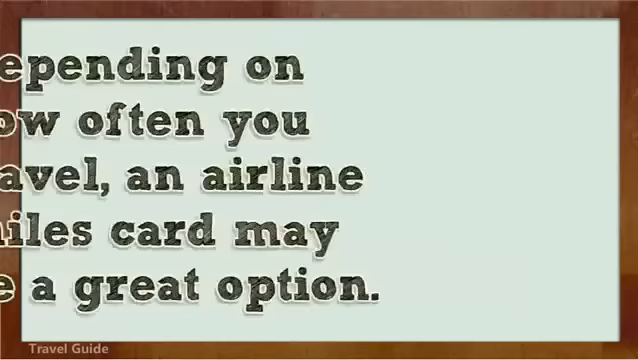 epending on
ow often you
avel, an airline
iles card may
e a great option.
Travel Guide